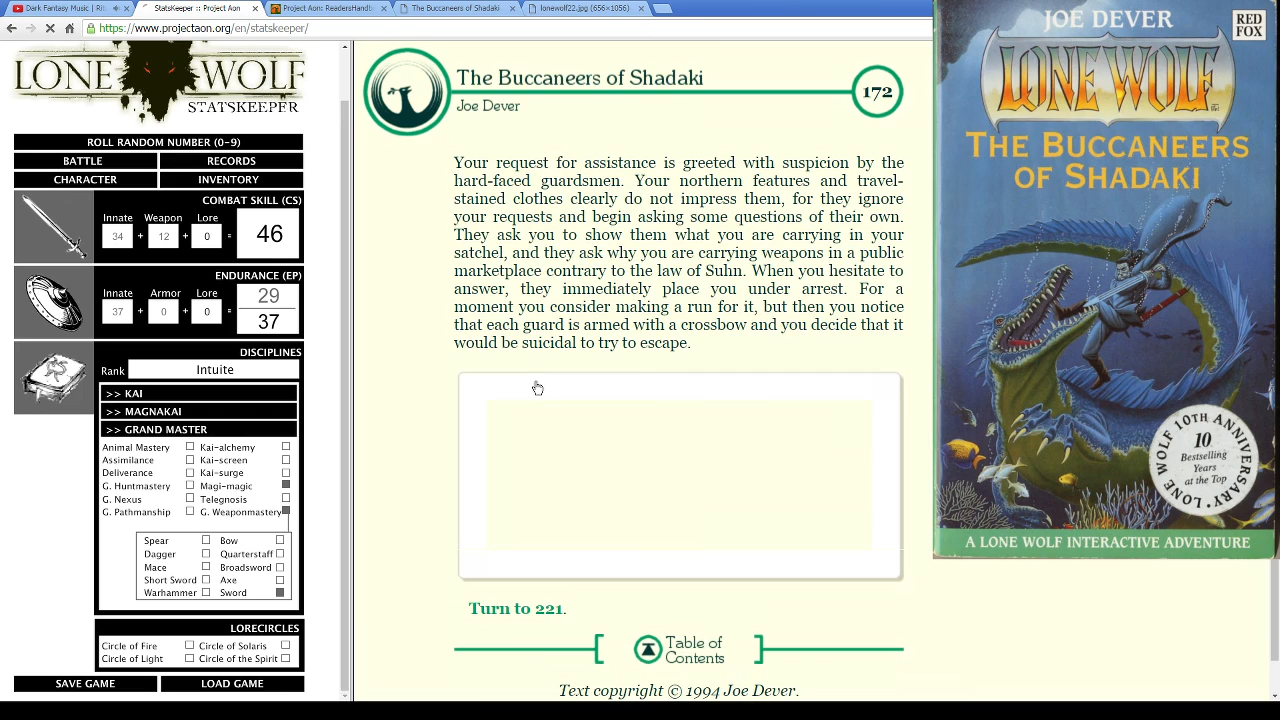 Dark Fantasy Music | Ri
StatsKeeper :: Project Aon
Project Aon: ReadersHandb
The Buccaneers of Shadaki
lonewolf22.jpg (656×1056)
https://www.projectaon.org/en/statskeeper/
LONE WOLF
STATSKEEPER
ROLL RANDOM NUMBER (0-9)
BATTLE RECORDS
CHARACTER INVENTORY
COMBAT SKILL (CS)
Innate Weapon Lore
34 + 12 + 0 = 46
ENDURANCE (EP)
Innate Armor Lore
29
37 + 0 + 0 = 37
DISCIPLINES
Rank Intuite
>> KAI
>> MAGNAKAI
>> GRAND MASTER
Animal Mastery Kai-alchemy
Assimilance Kai-screen
Deliverance Kai-surge
G. Huntmastery Magi-magic
G. Nexus Telegnosis
G. Pathmanship G. Weaponmastery
Spear Bow
Dagger Quarterstaff
Mace Broadsword
Short Sword Axe
Warhammer Sword
LORECIRCLES
Circle of Fire Circle of Solaris
Circle of Light Circle of the Spirit
SAVE GAME LOAD GAME
The Buccaneers of Shadaki
172
Joe Dever
Your request for assistance is greeted with suspicion by the
hard-faced guardsmen. Your northern features and travel-
stained clothes clearly do not impress them, for they ignore
your requests and begin asking some questions of their own.
They ask you to show them what you are carrying in your
satchel, and they ask why you are carrying weapons in a public
marketplace contrary to the law of Suhn. When you hesitate to
answer, they immediately place you under arrest. For a
moment you consider making a run for it, but then you notice
that each guard is armed with a crossbow and you decide that it
would be suicidal to try to escape.
Turn to 221.
Table of
Contents
Text copyright © 1994 Joe Dever.
JOE DEVER
RED
FOX
LONE WOLF
THE BUCCANEERS
OF SHADAKI
LONE WOLF 10TH ANNIVERSARY
10
Bestselling
Years
at the Top
A LONE WOLF INTERACTIVE ADVENTURE